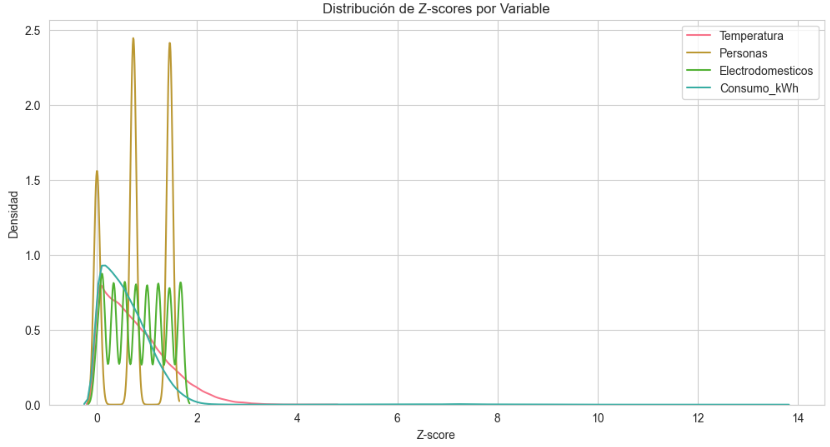 Distribución de Z-scores por Variable
Temperatura
Personas
Electrodomesticos
Consumo_kWh
2.5
2.0
1.5
1.0
0.5
0.0
Densidad
0
2
4
6
8
10
12
14
Z-score